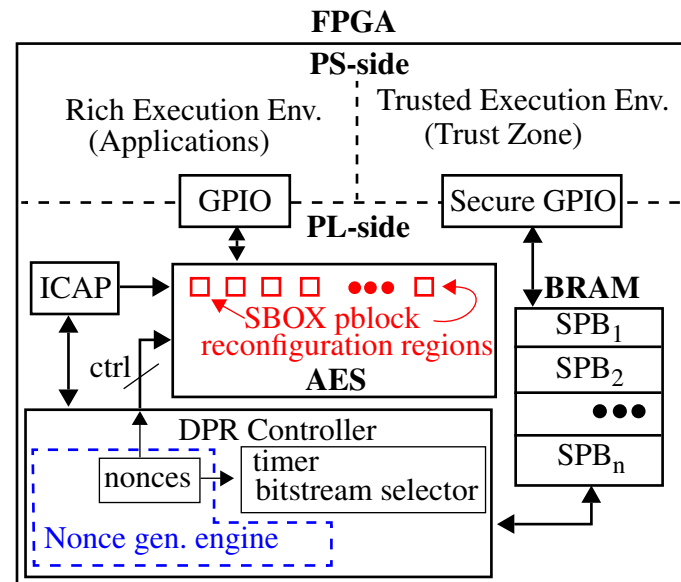 FPGA
PS-side
Rich Execution Env.
(Applications)
Trusted Execution Env.
(Trust Zone)
GPIO
Secure GPIO
PL-side
ICAP
SBOX pblock
reconfiguration regions
AES
ctrl
BRAM
SPB1
SPB2
SPBn
DPR Controller
nonces
timer
bitstream selector
Nonce gen. engine